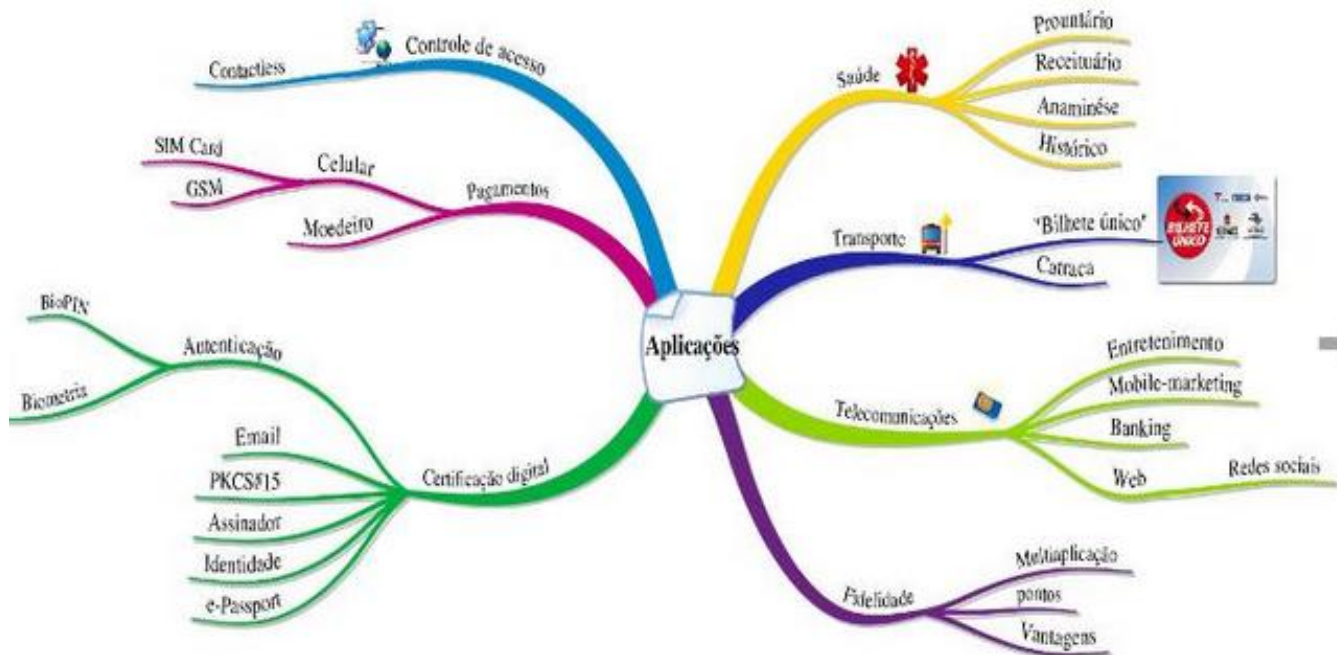 Controle de acesso
Contactless
Pagamentos
Celular
SIM Card
GSM
Moedeiro
Certificação digital
Autenticação
BioPIN
Biometria
Email
PKCS#15
Assinador
Identidade
e-Passport
Aplicações
Saúde
Prontuário
Receituário
Anaminése
Histórico
Transporte
"Bilhete único"
BILHETE
ÚNICO
Catraca
Telecomunicações
Entretenimento
Mobile-marketing
Banking
Web
Redes sociais
Fidelidade
Multiaplicação
pontos
Vantagens